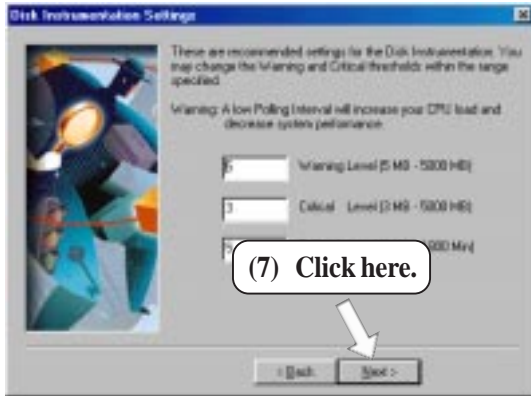 Disk Instrumentation Settings
These are recommended settings for the Disk Instrumentation. You
may change the Warning and Critical thresholds within the range
specified.
Warning: A low Polling Interval will increase your CPU load and
decrease system performance.
Warning Level (5 MB - 5000 MB)
3 Critical Level (3 MB - 5000 MB)
Min)
(7) Click here.
< Back Next >